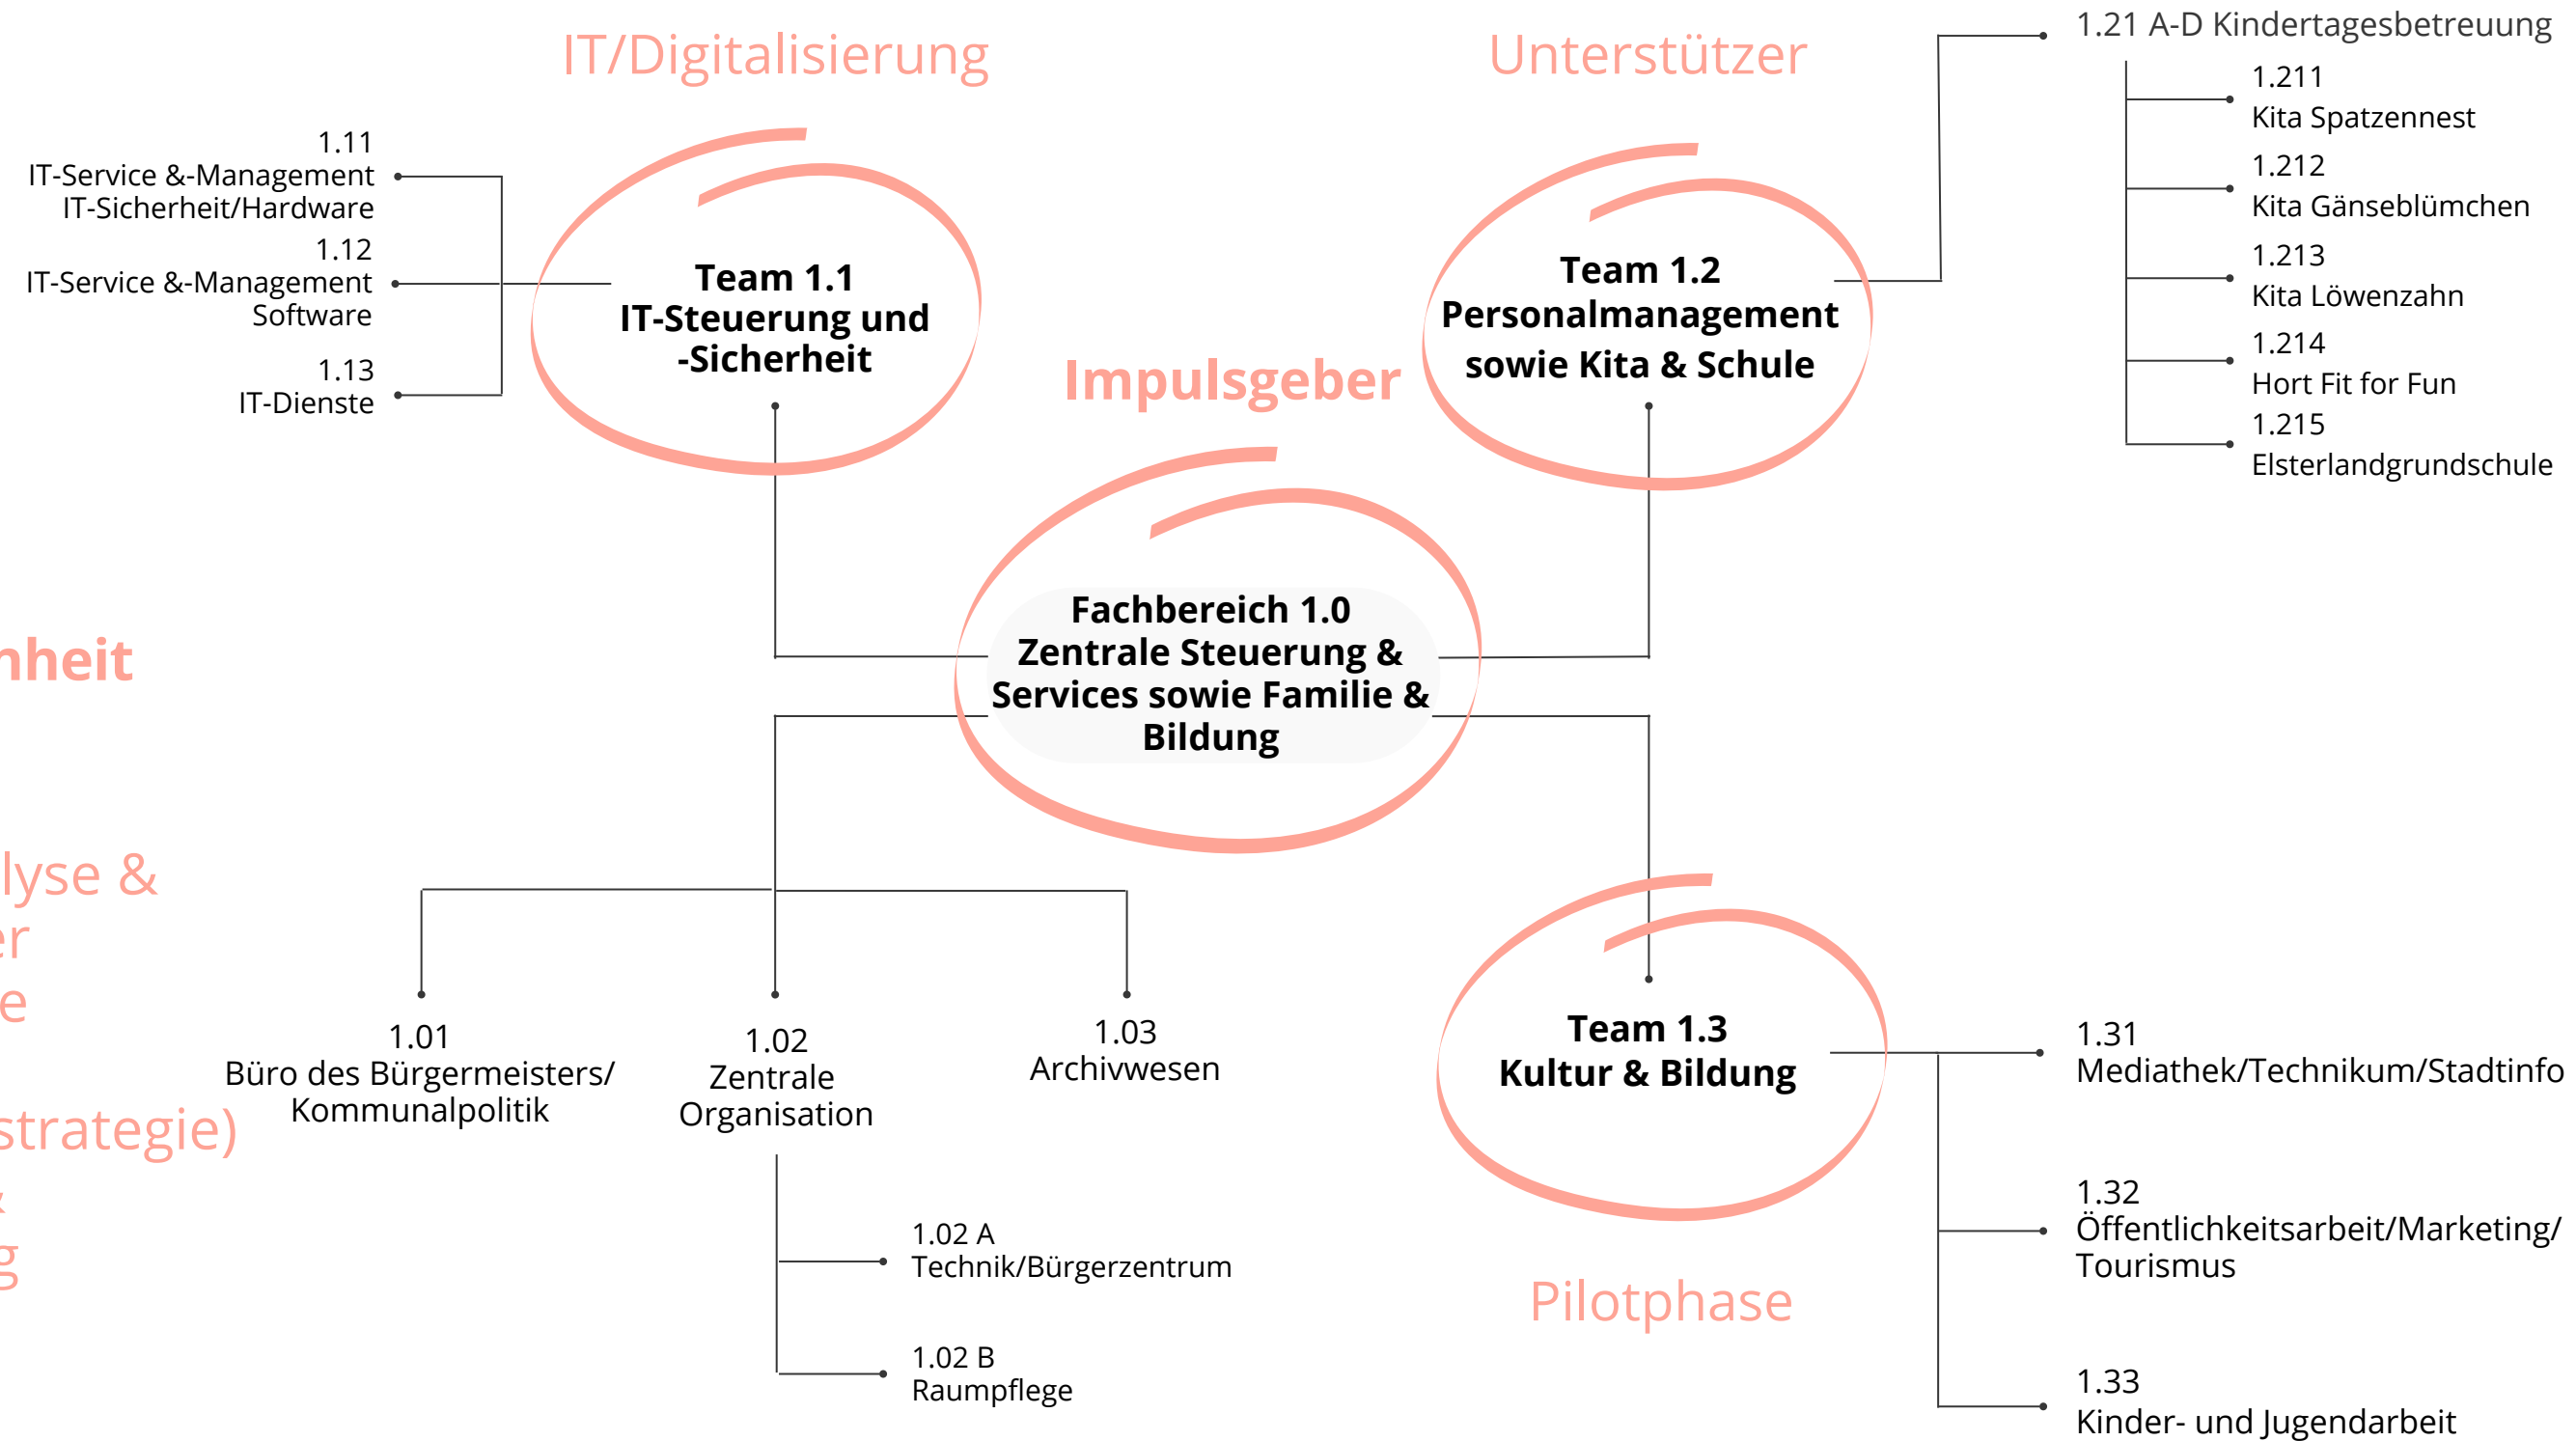 IT/Digitalisierung
Unterstützer
1.21 A-D Kindertagesbetreuung
1.211
Kita Spatzennest
1.212
Kita Gänseblümchen
1.213
Kita Löwenzahn
1.214
Hort Fit for Fun
1.215
Elsterlandgrundschule
1.11
IT-Service &-Management
IT-Sicherheit/Hardware
1.12
IT-Service &-Management
Software
1.13
IT-Dienste
Team 1.1
IT-Steuerung und
-Sicherheit
Team 1.2
Personalmanagement
sowie Kita & Schule
Impulsgeber
Fachbereich 1.0
Zentrale Steuerung &
Services sowie Familie &
Bildung
nheit
lyse &
er
e
strategie)
g
1.01
Büro des Bürgermeisters/
Kommunalpolitik
1.02
Zentrale
Organisation
1.03
Archivwesen
1.02 A
Technik/Bürgerzentrum
1.02 B
Raumpflege
Team 1.3
Kultur & Bildung
Pilotphase
1.31
Mediathek/Technikum/Stadtinfo
1.32
Öffentlichkeitsarbeit/Marketing/
Tourismus
1.33
Kinder- und Jugendarbeit